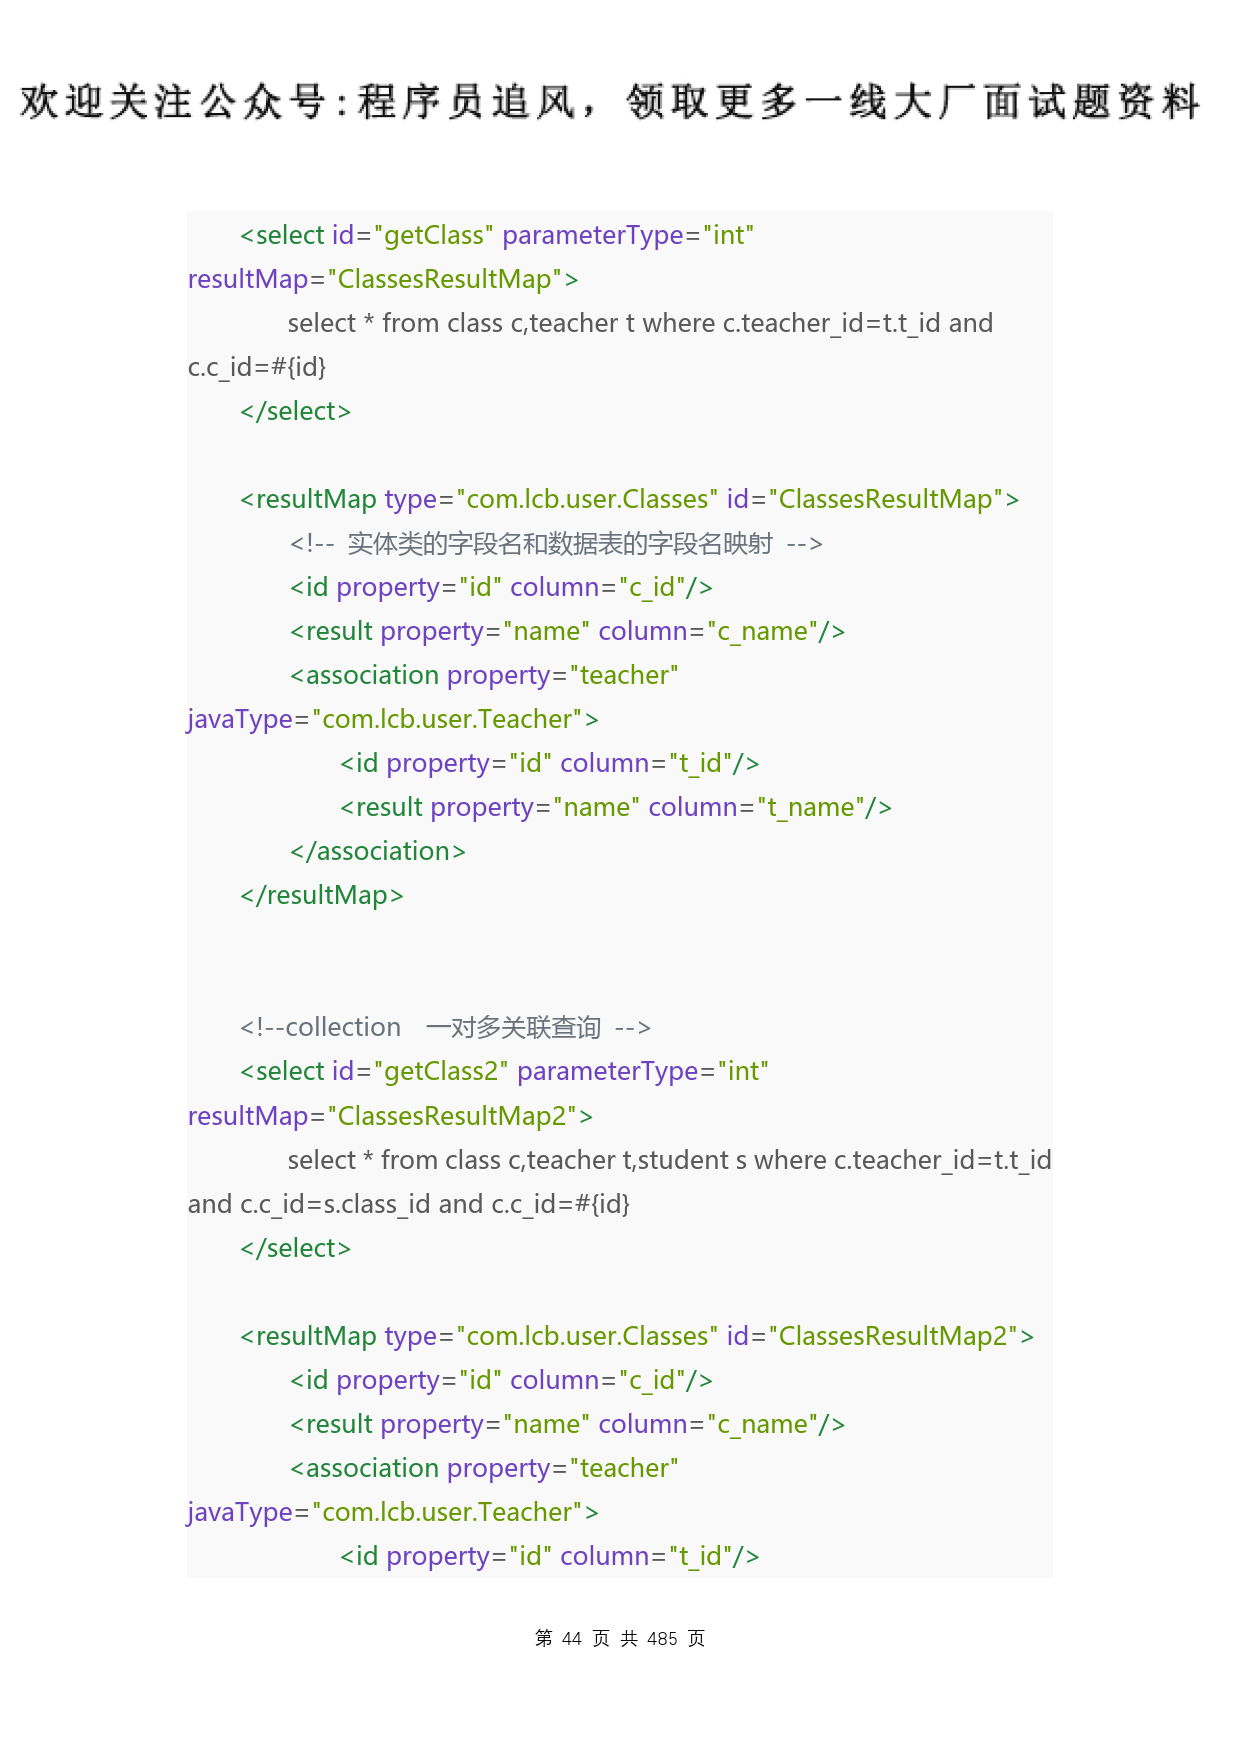 欢迎关注公众号:程序员追风，领取更多一线大厂面试题资料
<select id="getClass" parameterType="int"
resultMap="ClassesResultMap">
select * from class c,teacher t where c.teacher_id=t.t_id and
c.c_id=#{id}
</select>
<resultMap type="com.lcb.user.Classes" id="ClassesResultMap">
<!-- 实体类的字段名和数据表的字段名映射 -->
<id property="id" column="c_id"/>
<result property="name" column="c_name"/>
<association property="teacher"
javaType="com.lcb.user.Teacher">
<id property="id" column="t_id"/>
<result property="name" column="t_name"/>
</association>
</resultMap>
<!--collection 一对多关联查询 -->
<select id="getClass2" parameterType="int"
resultMap="ClassesResultMap2">
select * from class c,teacher t,student s where c.teacher_id=t.t_id
and c.c_id=s.class_id and c.c_id=#{id}
</select>
<resultMap type="com.lcb.user.Classes" id="ClassesResultMap2">
<id property="id" column="c_id"/>
<result property="name" column="c_name"/>
<association property="teacher"
javaType="com.lcb.user.Teacher">
<id property="id" column="t_id"/>
第 44 页 共 485 页